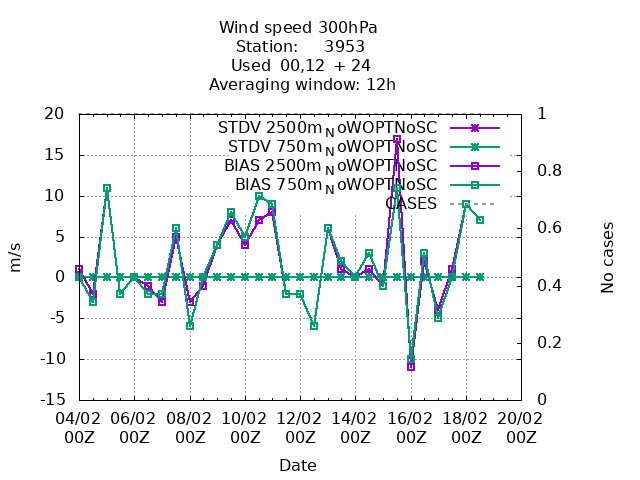 Wind speed 300hPa
Station: 3953
Used 00,12 + 24
Averaging window: 12h
20
15
10
5
0
-5
-10
-15
m/s
1
0.8
0.6
0.4
0.2
0
No cases
STDV 2500m_NoWOPTNoSC
STDV 750m_NoWOPTNoSC
BIAS 2500m_NoWOPTNoSC
BIAS 750m_NoWOPTNoSC
CASES
04/02 06/02 08/02 10/02 12/02 14/02 16/02 18/02 20/02
00Z 00Z 00Z 00Z 00Z 00Z 00Z 00Z 00Z
Date